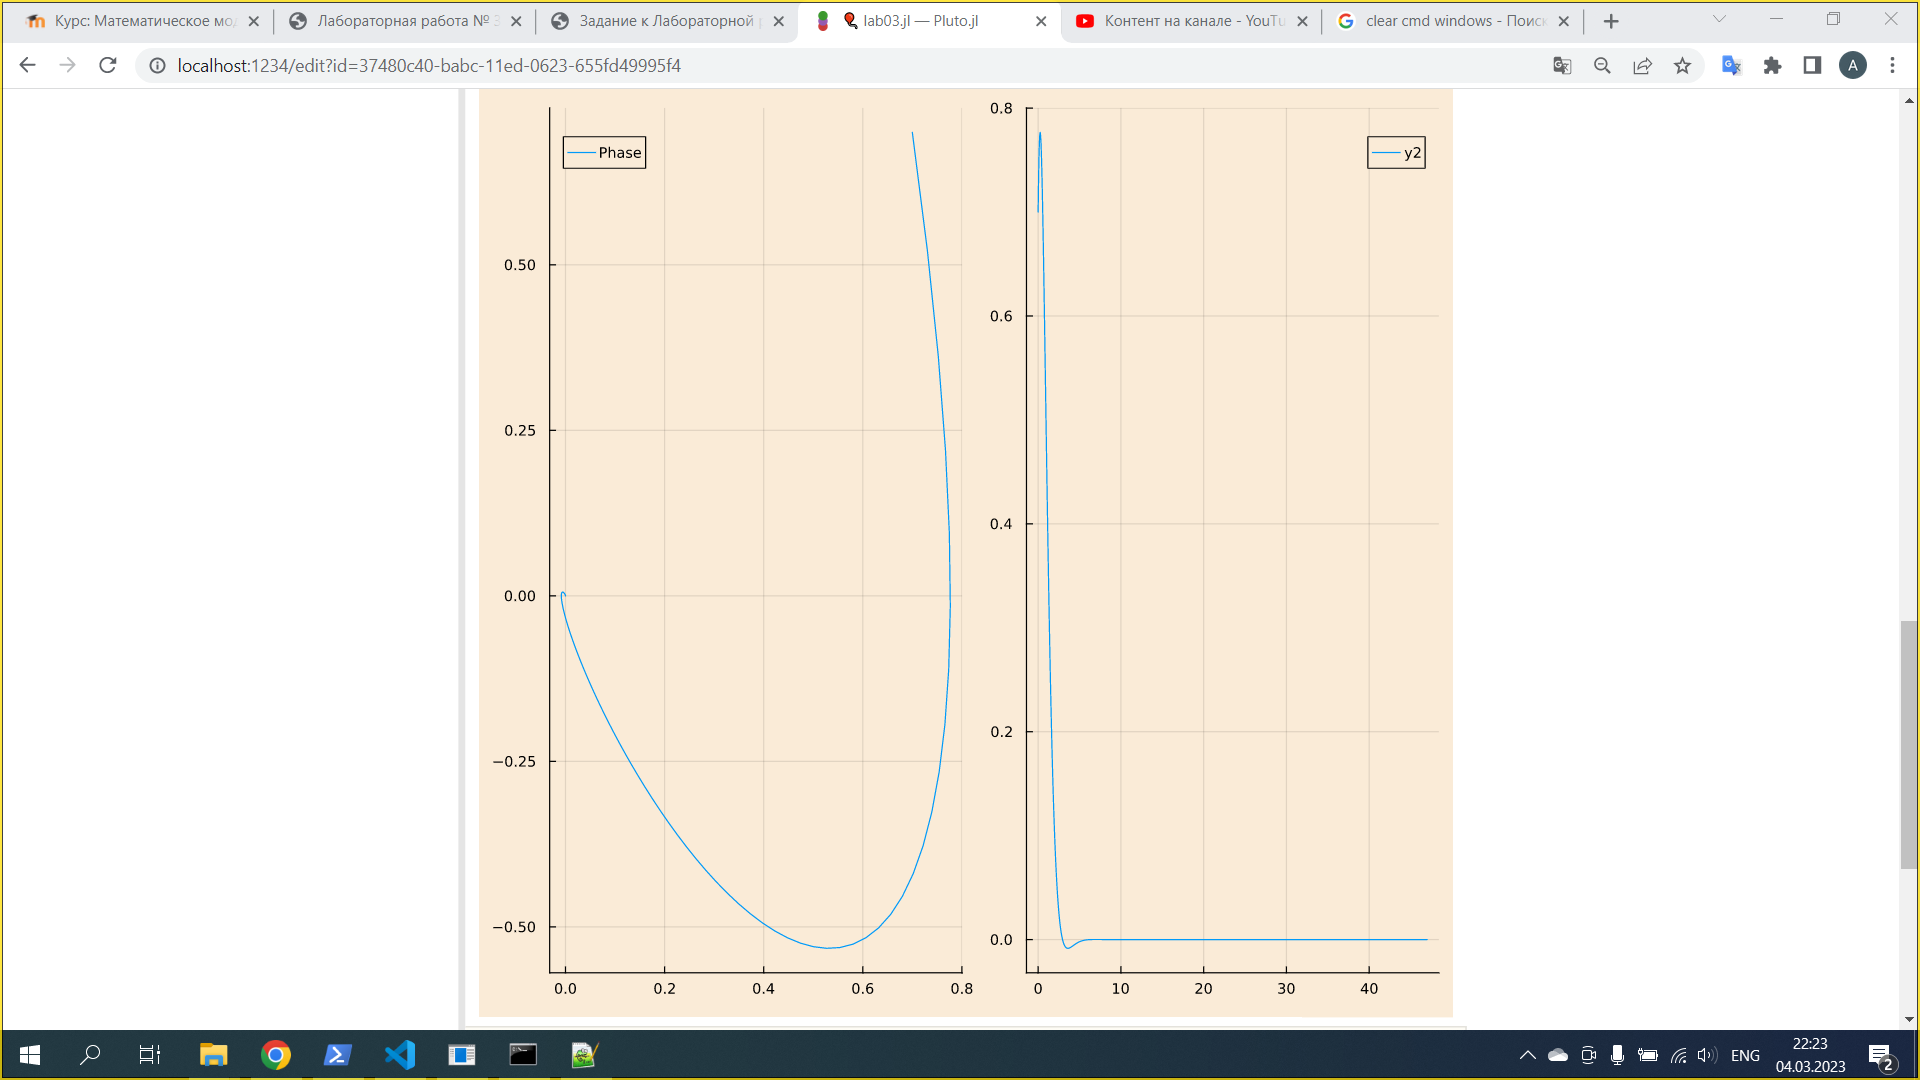 Курс: Математическое мо
Лабораторная работа № 3
Задание к Лабораторной
lab03.jl — Pluto.jl
Контент на канале - YouTu
clear cmd windows - Поиск
localhost:1234/edit?id=37480c40-babc-11ed-0623-655fd49995f4
A
Phase
0.50
0.25
0.00
−0.25
−0.50
0.0 0.2 0.4 0.6 0.8
y2
0.8
0.6
0.4
0.2
0.0
0 10 20 30 40
ENG
22:23
04.03.2023
2